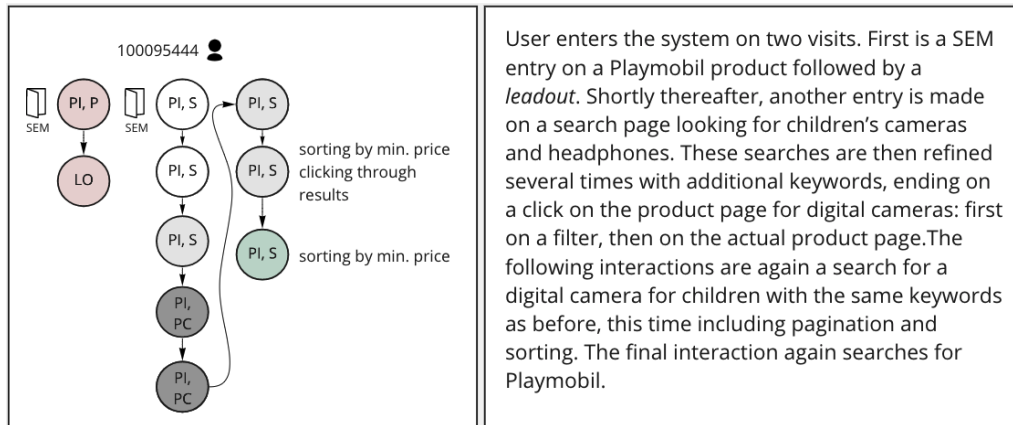 100095444
SEM
PI, P
LO
SEM
PI, S
PI, S
PI, S
PI,
PC
PI,
PC
PI, S
PI, S
sorting by min. price
clicking through
results
PI, S
sorting by min. price
User enters the system on two visits. First is a SEM
entry on a Playmobil product followed by a
leadout. Shortly thereafter, another entry is made
on a search page looking for children’s cameras
and headphones. These searches are then refined
several times with additional keywords, ending on
a click on the product page for digital cameras: first
on a filter, then on the actual product page.The
following interactions are again a search for a
digital camera for children with the same keywords
as before, this time including pagination and
sorting. The final interaction again searches for
Playmobil.